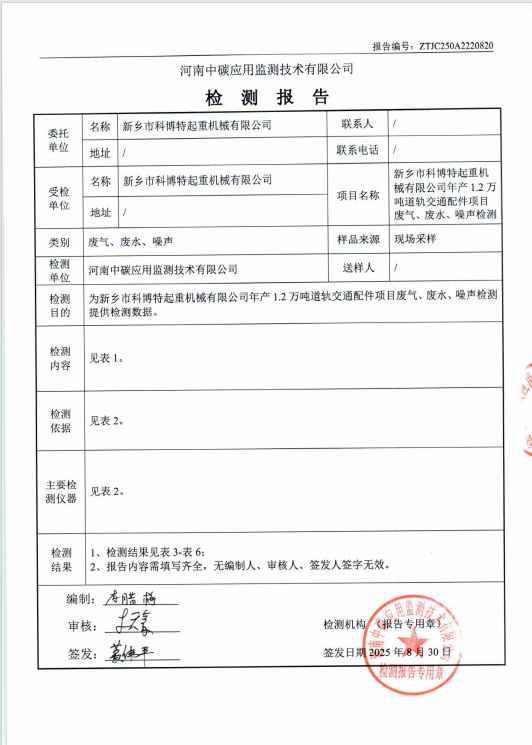 报告编号：ZTJC250A2220820
河南中碳应用监测技术有限公司
检 测 报 告
委托单位
名称
新乡市科博特起重机械有限公司
联系人
/
地址
/
联系电话
/
受检单位
名称
新乡市科博特起重机械有限公司
项目名称
新乡市科博特起重机
械有限公司年产 1.2 万
吨道轨交通配件项目
废气、废水、噪声检测
地址
/
类别
废气、废水、噪声
样品来源
现场采样
检测单位
河南中碳应用监测技术有限公司
送样人
/
检测目的
为新乡市科博特起重机械有限公司年产 1.2 万吨道轨交通配件项目废气、废水、噪声检测
提供检测数据。
检测内容
见表 1。
检测依据
见表 2。
主要检测仪器
见表 2。
检测结果
1、检测结果见表 3-表 6；
2、报告内容需填写齐全，无编制人、审核人、签发人签字无效。
编制：
审核：
签发：
检测机构（报告专用章）
签发日期 2025 年 8 月 30 日
河南中碳应用监测技术有限公司
检测报告专用章